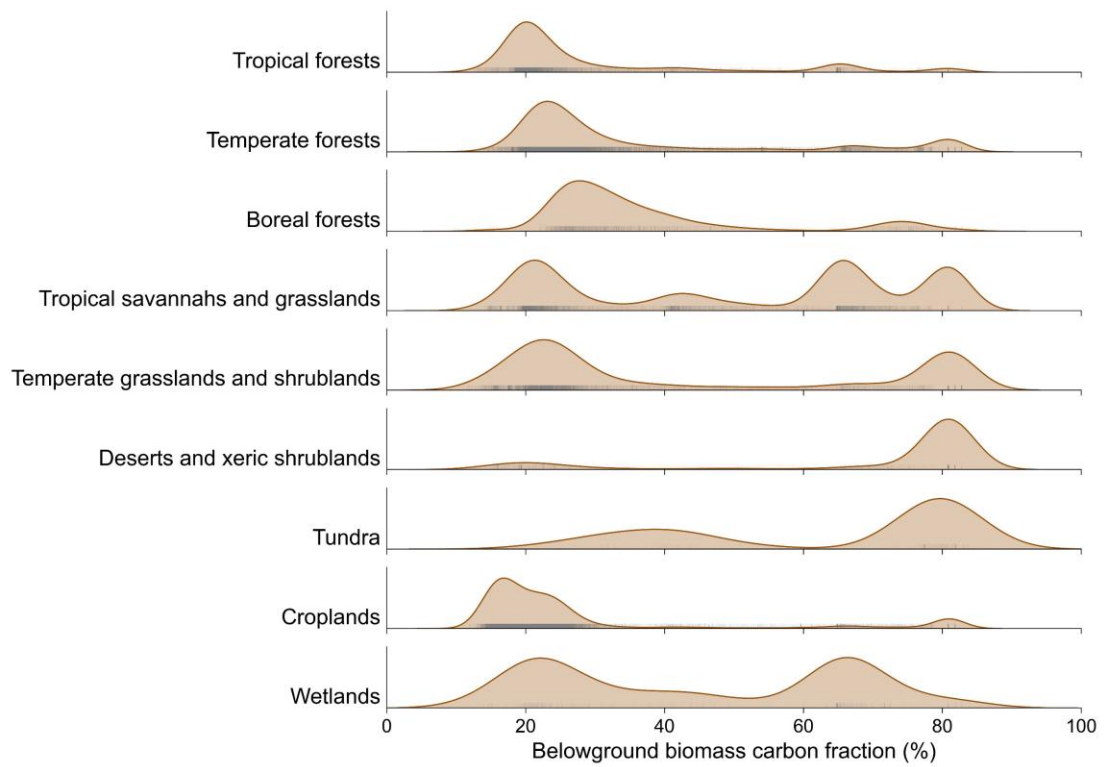 Tropical forests
Temperate forests
Boreal forests
Tropical savannahs and grasslands
Temperate grasslands and shrublands
Deserts and xeric shrublands
Tundra
Croplands
Wetlands
0 20 40 60 80 100
Belowground biomass carbon fraction (%)